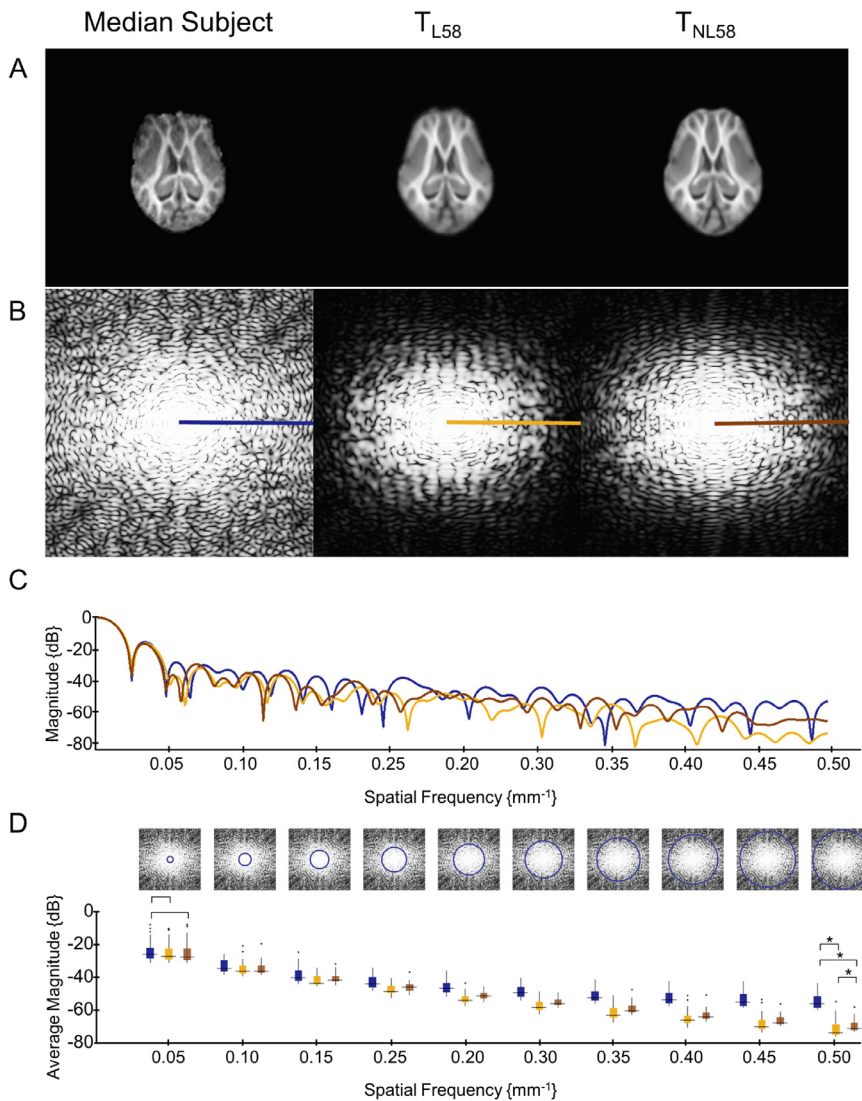 Median Subject TL58 TNL58
A
B
C
0
-20
-40
-60
-80
Magnitude {dB}
0.05 0.10 0.15 0.25 0.20 0.30 0.35 0.40 0.45 0.50
Spatial Frequency {mm-1}
D
0
-20
-40
-60
-80
Average Magnitude {dB}
*
*
*
0.05 0.10 0.15 0.25 0.20 0.30 0.35 0.40 0.45 0.50
Spatial Frequency {mm-1}